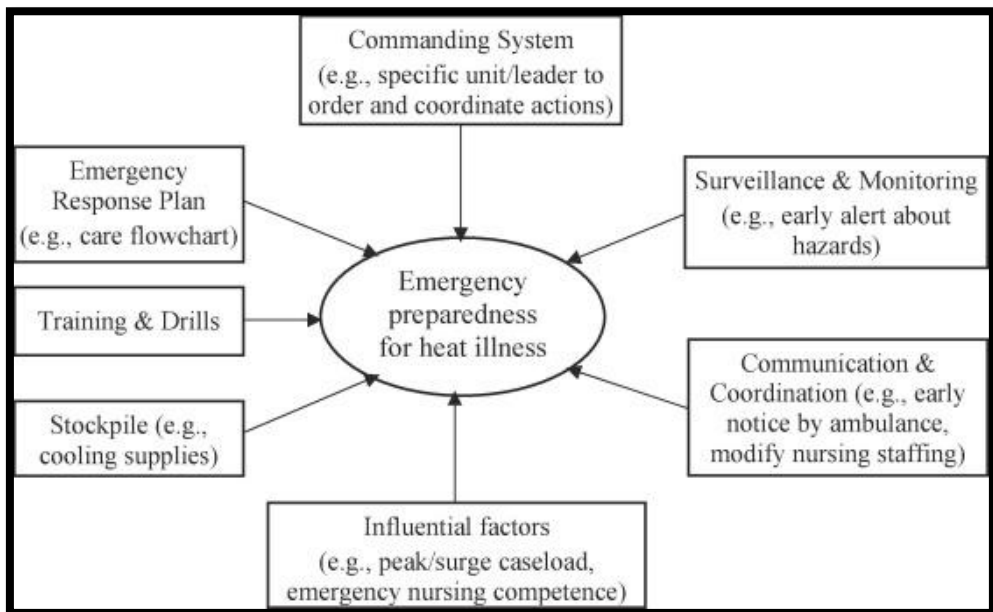 Commanding System
(e.g., specific unit/leader to
order and coordinate actions)
Emergency
Response Plan
(e.g., care flowchart)
Surveillance & Monitoring
(e.g., early alert about
hazards)
Training & Drills
Emergency
preparedness
for heat illness
Stockpile (e.g.,
cooling supplies)
Communication &
Coordination (e.g., early
notice by ambulance,
modify nursing staffing)
Influential factors
(e.g., peak/surge caseload,
emergency nursing competence)